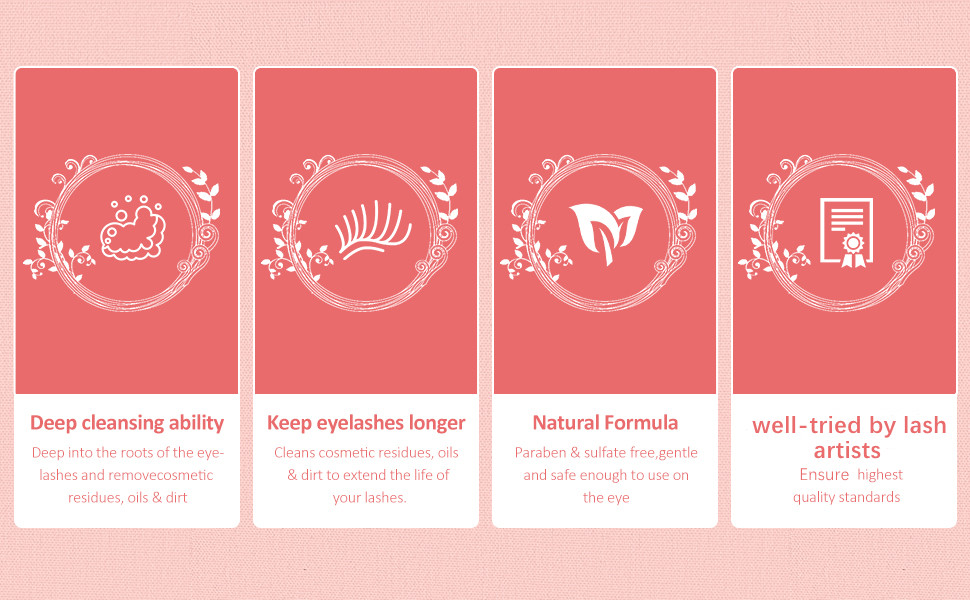 Deep cleansing ability
Deep into the roots of the eye-
lashes and removecosmetic
residues, oils & dirt
Keep eyelashes longer
Cleans cosmetic residues, oils
& dirt to extend the life of
your lashes.
Natural Formula
Paraben & sulfate free,gentle
and safe enough to use on
the eye
well-tried by lash
artists
Ensure highest
quality standards